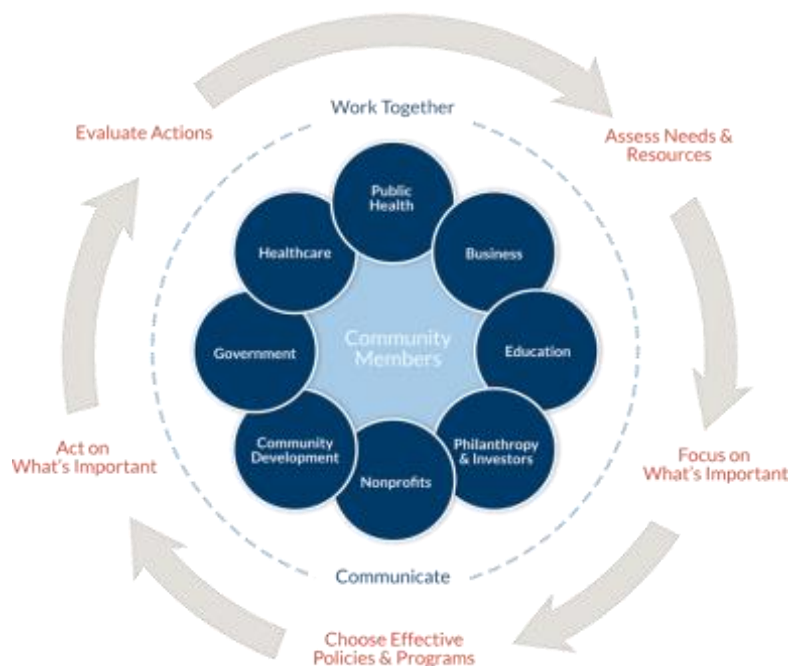 Work Together
Evaluate Actions
Assess Needs &
Resources
Public
Health
Healthcare
Business
Government
Community
Members
Education
Act on
What's Important
Community
Development
Nonprofits
Philanthropy
& Investors
Focus on
What's Important
Communicate
Choose Effective
Policies & Programs